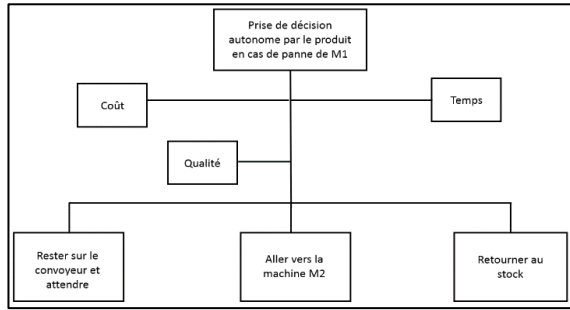 Prise de décision
autonome par le produit
en cas de panne de M1
Coût
Temps
Qualité
Rester sur le
convoyeur et
attendre
Aller vers la
machine M2
Retourner au
stock